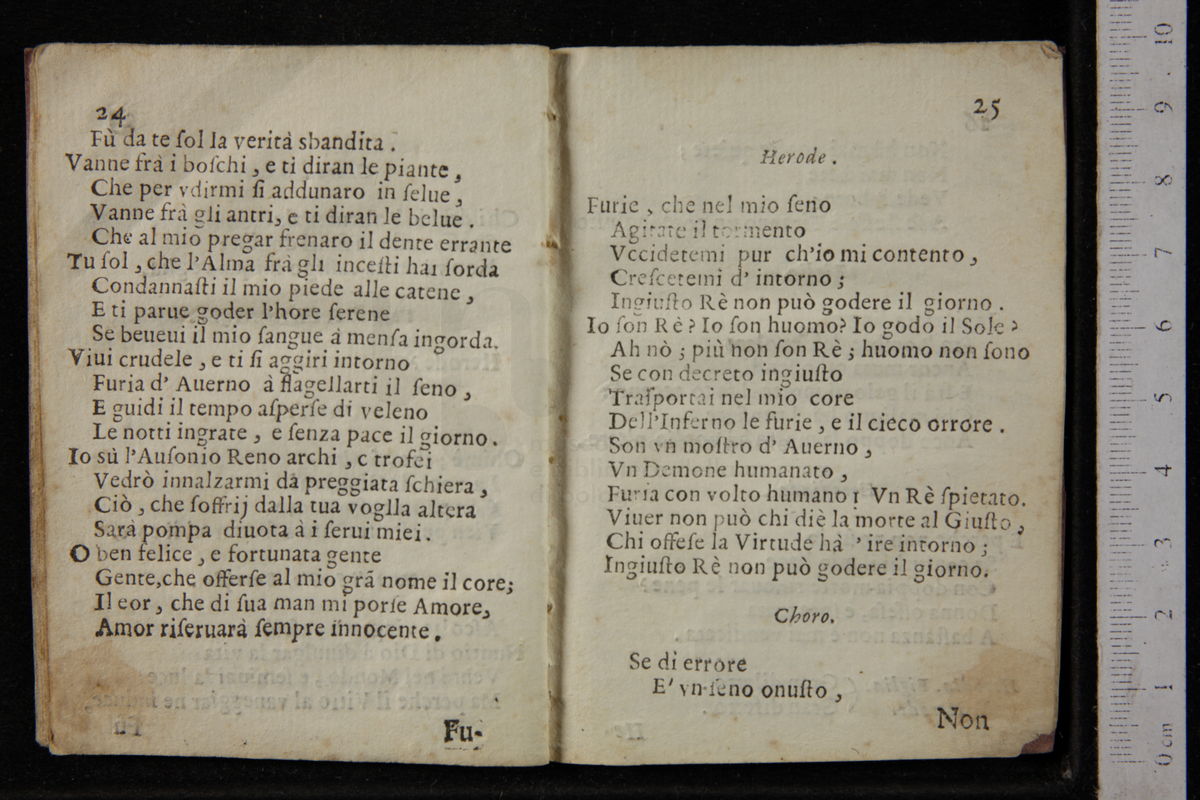 24
Fù da te ſol la verità sbandita.
Vanne frà i boſchi, e ti diran le piante,
Che per vdirmi ſi addunaro in ſelue,
Vanne frà gli antri, e ti diran le belue.
Che al mio pregar frenaro il dente errante
Tu ſol, che l'Alma frà gli inceſti hai ſorda
Condannaſti il mio piede alle catene,
E ti parue goder l'hore ſerene
Se beueui il mio ſangue à menſa ingorda.
Viui crudele, e ti ſi aggiri intorno
Furia d' Auerno à flagellarti il ſeno,
E guidi il tempo aſperſe di veleno
Le notti ingrate, e ſenza pace il giorno.
Io sù l'Auſonio Reno archi, e trofei
Vedrò innalzarmi dà preggiata ſchiera,
Ciò, che ſoffrij dalla tua voglla altera
Sarà pompa diuota à i ſerui miei.
O ben felice, e fortunata gente
Gente, che offerſe al mio grã nome il core;
Il eor, che di ſua man mi porſe Amore,
Amor riſeruarà ſempre innocente.
Fu-
25
Herode.
Furie, che nel mio ſeno
Agitate il tormento
Vccidetemi pur ch'io mi contento,
Creſcetemi d' intorno;
Ingiuſto Rè non può godere il giorno.
Io ſon Rè? Io ſon huomo? Io godo il Sole?
Ah nò; più non ſon Rè; huomo non ſono
Se con decreto ingiuſto
Traſportai nel mio core
Dell'Inferno le furie, e il cieco orrore.
Son vn moſtro d' Auerno,
Vn Demone humanato,
Furia con volto humano ı Vn Rè ſpietato.
Viuer non può chi diè la morte al Giuſto,
Chi offeſe la Virtude hà ' ire intorno;
Ingiuſto Rè non può godere il giorno.
Choro.
Se di errore
E' vn ſeno onuſto,
Non